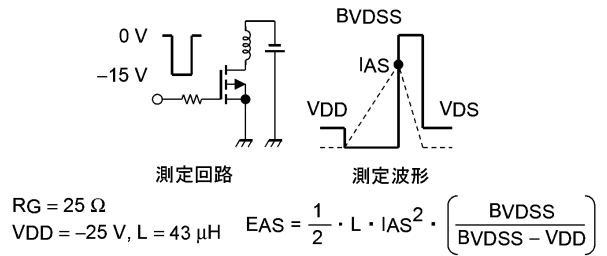 0 V
−15 V
BVDSS
IAS
VDD
VDS
測定回路
測定波形
RG = 25 Ω
VDD = −25 V, L = 43 μH
EAS = 1/2 · L · IAS² · (BVDSS / (BVDSS − VDD))